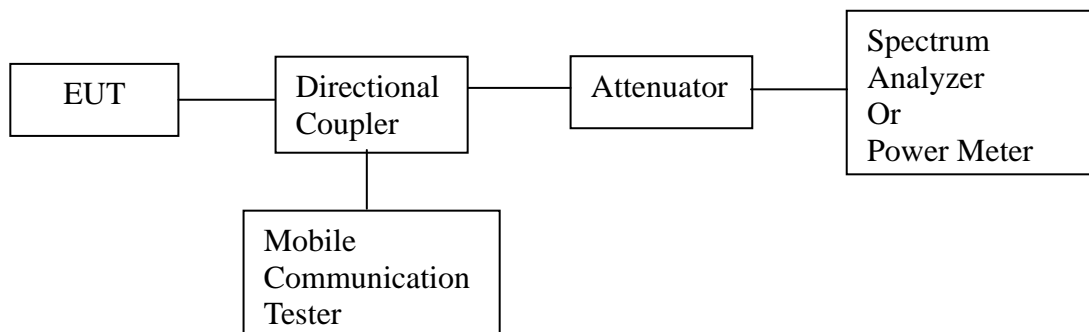 EUT
Directional
Coupler
Attenuator
Spectrum
Analyzer
Or
Power Meter
Mobile
Communication
Tester